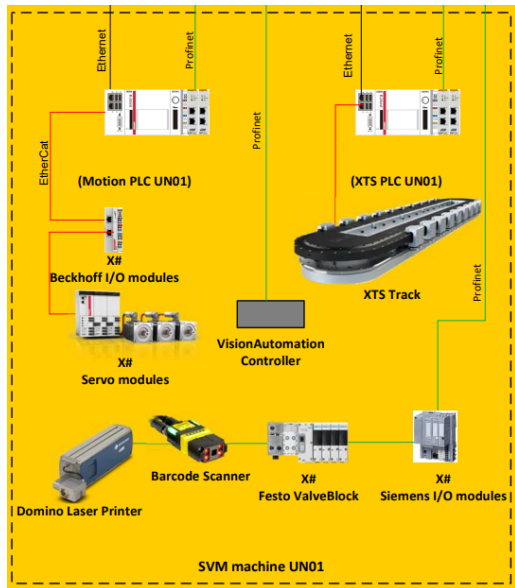 Ethernet
Profinet
Profinet
Ethernet
Profinet
EtherCat
(Motion PLC UN01)
(XTS PLC UN01)
X#
Beckhoff I/O modules
XTS Track
Profinet
X#
Servo modules
VisionAutomation
Controller
Barcode Scanner
X#
Festo ValveBlock
X#
Siemens I/O modules
Domino Laser Printer
SVM machine UN01